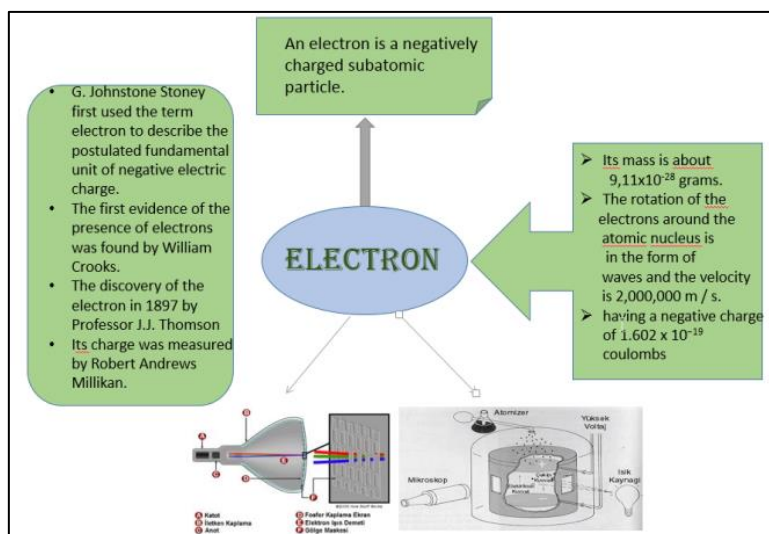 An electron is a negatively
charged subatomic
particle.
• G. Johnstone Stoney
first used the term
electron to describe the
postulated fundamental
unit of negative electric
charge.
• The first evidence of the
presence of electrons
was found by William
Crooks.
• The discovery of the
electron in 1897 by
Professor J.J. Thomson
• Its charge was measured
by Robert Andrews
Millikan.
ELECTRON
➢ Its mass is about
9,11x10⁻²⁸ grams.
➢ The rotation of the
electrons around the
atomic nucleus is
in the form of
waves and the velocity
is 2,000,000 m / s.
➢ having a negative charge
of 1.602 x 10⁻¹⁹
coulombs
A
B
C
D
E
F
A Katot
B İletken Kaplama
C Anot
D Fosfor Kaplama Ekran
E Elektron Işın Demeti
F Gölge Maskesi
Atomizer
Yüksek
Voltaj
Mikroskop
Isik
Kaynagi